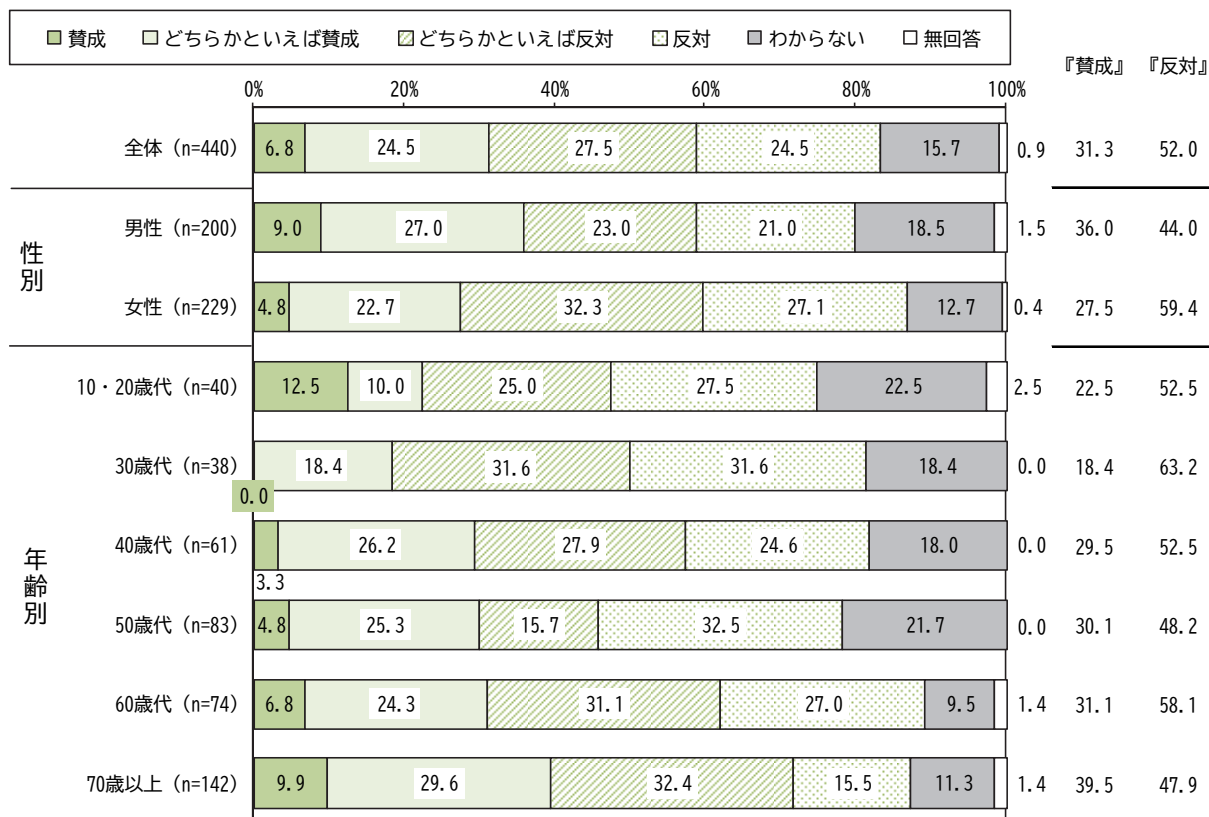 賛成 どちらかといえば賛成 どちらかといえば反対 反対 わからない 無回答
『賛成』 『反対』
0% 20% 40% 60% 80% 100%
全体（n=440） 6.8 24.5 27.5 24.5 15.7 0.9 31.3 52.0
性別
男性（n=200） 9.0 27.0 23.0 21.0 18.5 1.5 36.0 44.0
女性（n=229） 4.8 22.7 32.3 27.1 12.7 0.4 27.5 59.4
年齢別
10・20歳代（n=40） 12.5 10.0 25.0 27.5 22.5 2.5 22.5 52.5
30歳代（n=38） 0.0 18.4 31.6 31.6 18.4 0.0 18.4 63.2
40歳代（n=61） 3.3 26.2 27.9 24.6 18.0 0.0 29.5 52.5
50歳代（n=83） 4.8 25.3 15.7 32.5 21.7 0.0 30.1 48.2
60歳代（n=74） 6.8 24.3 31.1 27.0 9.5 1.4 31.1 58.1
70歳以上（n=142） 9.9 29.6 32.4 15.5 11.3 1.4 39.5 47.9